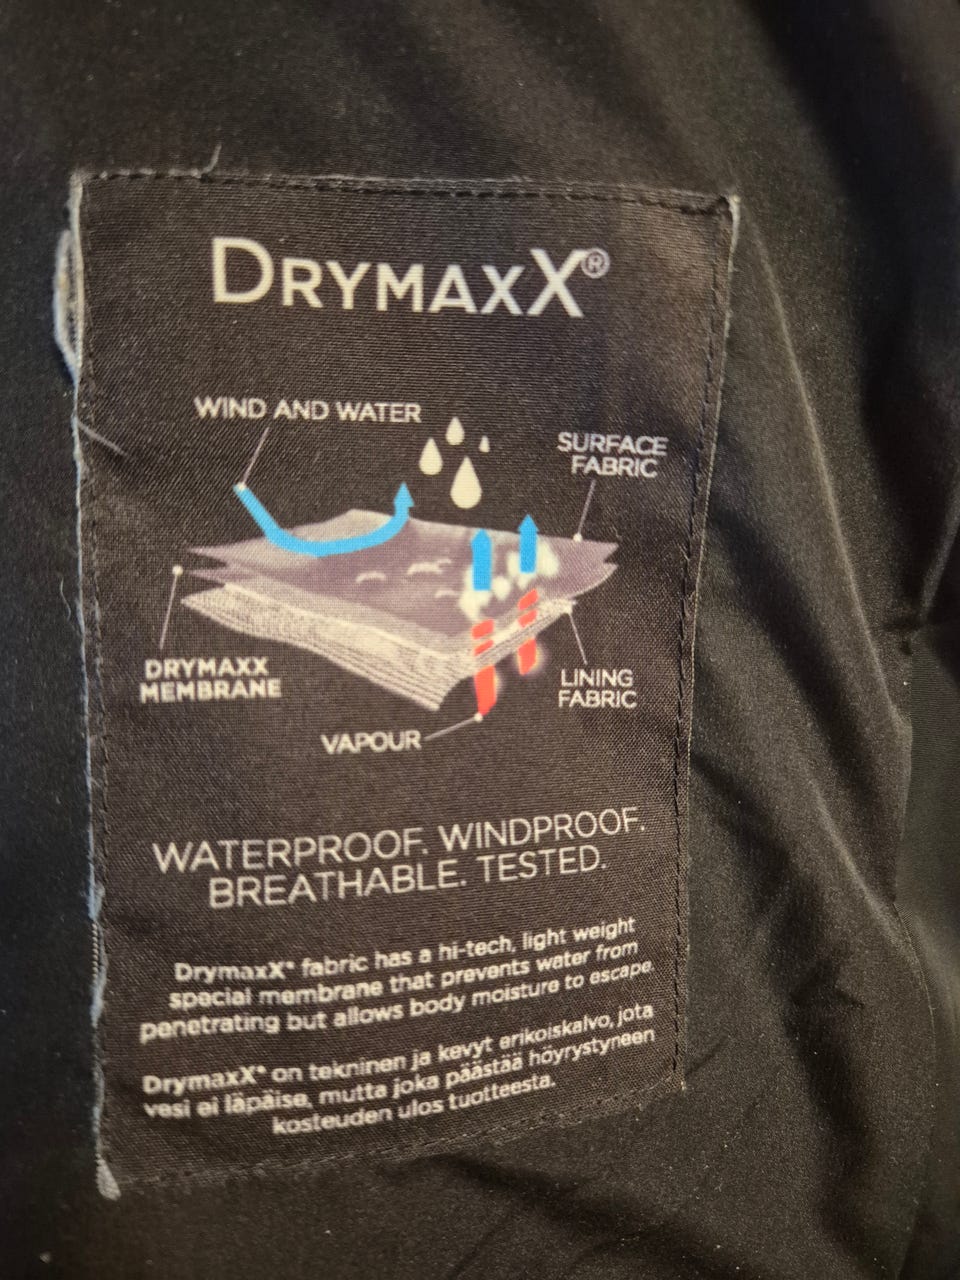 DRYMAXX®
WIND AND WATER
SURFACE
FABRIC
DRYMAXX
MEMBRANE
LINING
FABRIC
VAPOUR
WATERPROOF. WINDPROOF.
BREATHABLE. TESTED.
DrymaxX® fabric has a hi-tech, light weight
special membrane that prevents water from
penetrating but allows body moisture to escape.
DrymaxX® on tekninen ja kevyt erikoiskalvo, jota
vesi ei läpäise, mutta joka päästää höyrystyneen
kosteuden ulos tuotteesta.